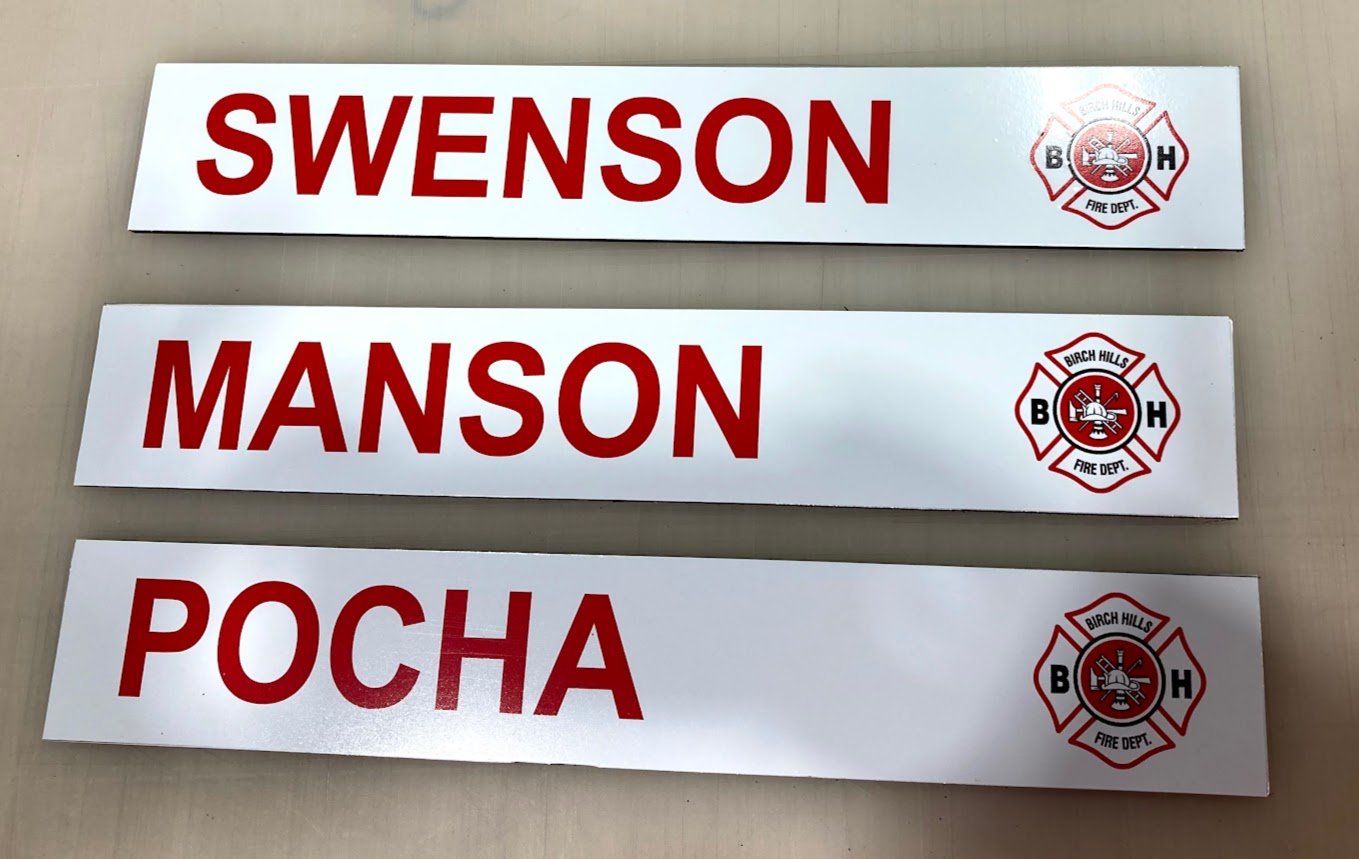 SWENSON
BIRCH HILLS
B H
FIRE DEPT.
MANSON
BIRCH HILLS
B H
FIRE DEPT.
POCHA
BIRCH HILLS
B H
FIRE DEPT.